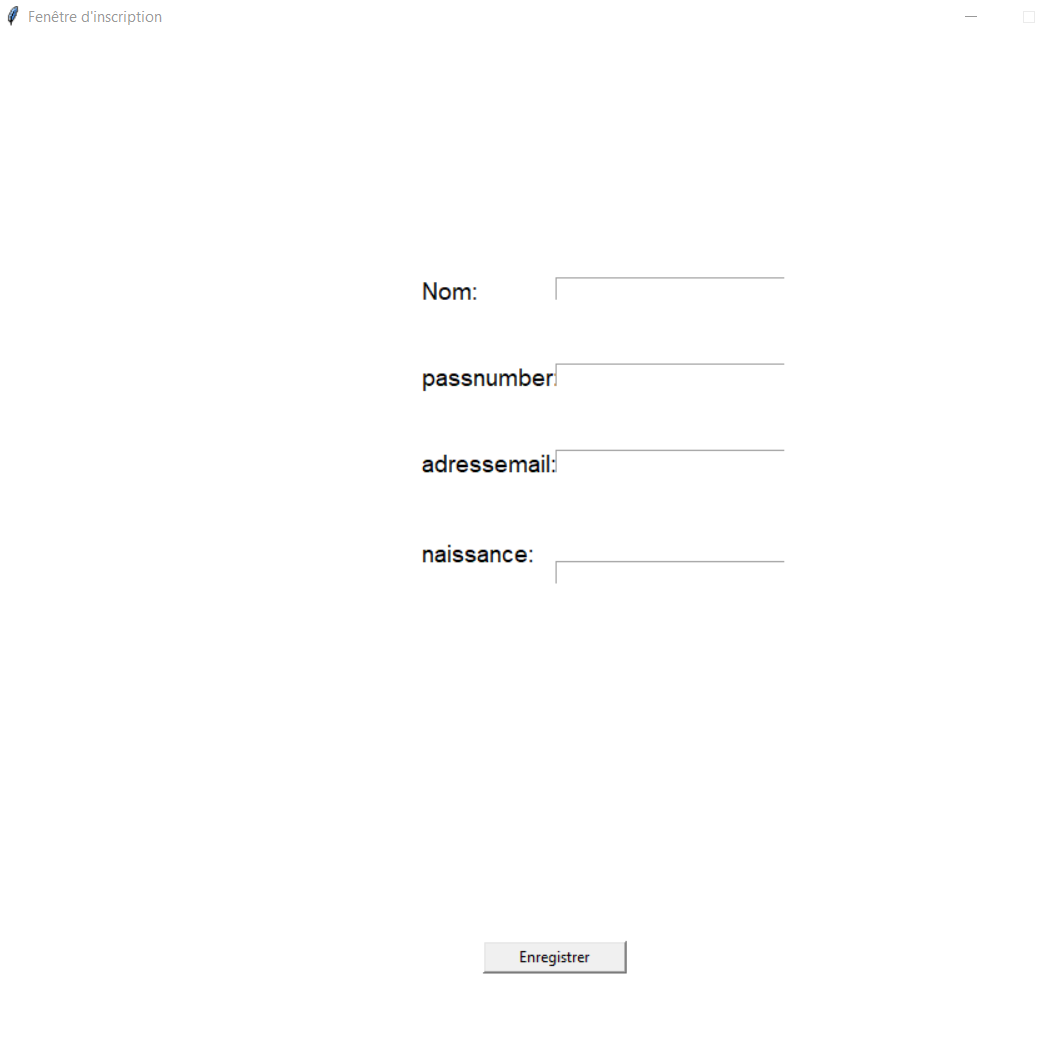 Fenêtre d'inscription
Nom:
passnumber:
adressemail:
naissance:
Enregistrer